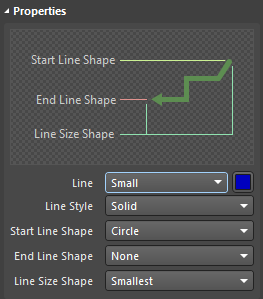 Properties
Start Line Shape
End Line Shape
Line Size Shape
Line Small
Line Style Solid
Start Line Shape Circle
End Line Shape None
Line Size Shape Smallest